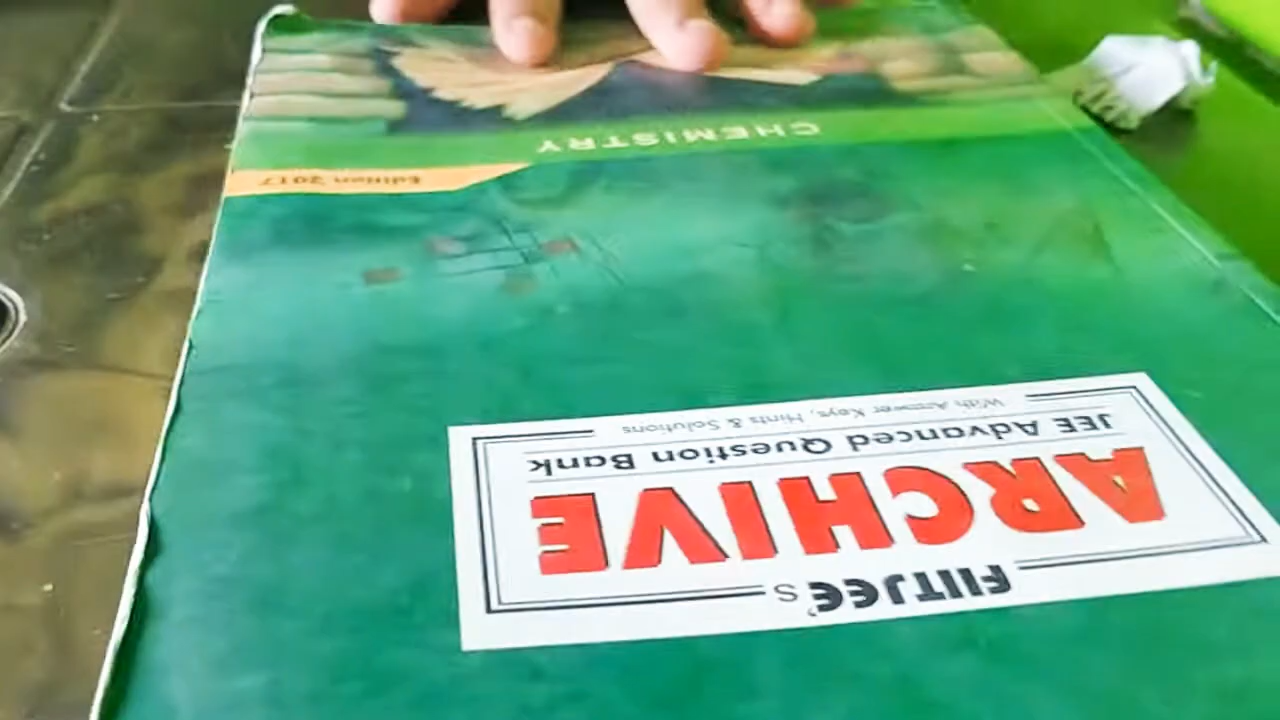 FIITJEE's
ARCHIVE
JEE Advanced Question Bank
With Answer Keys, Hints & Solutions
Edition 2017
CHEMISTRY